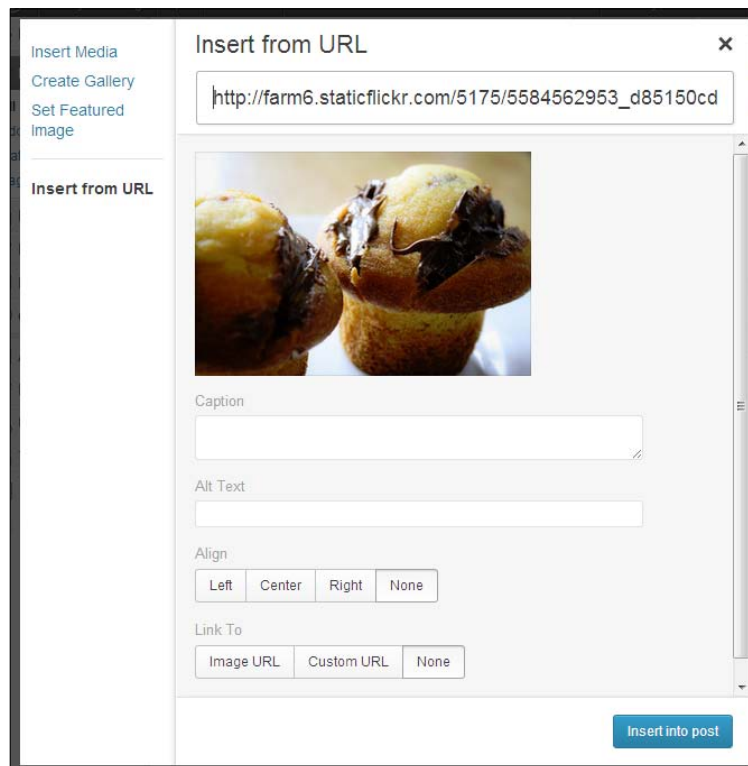 Insert Media
Create Gallery
Set Featured
Image
Insert from URL
Insert from URL
http://farm6.staticflickr.com/5175/5584562953_d85150cd
Caption
Alt Text
Align
Left Center Right None
Link To
Image URL Custom URL None
Insert into post